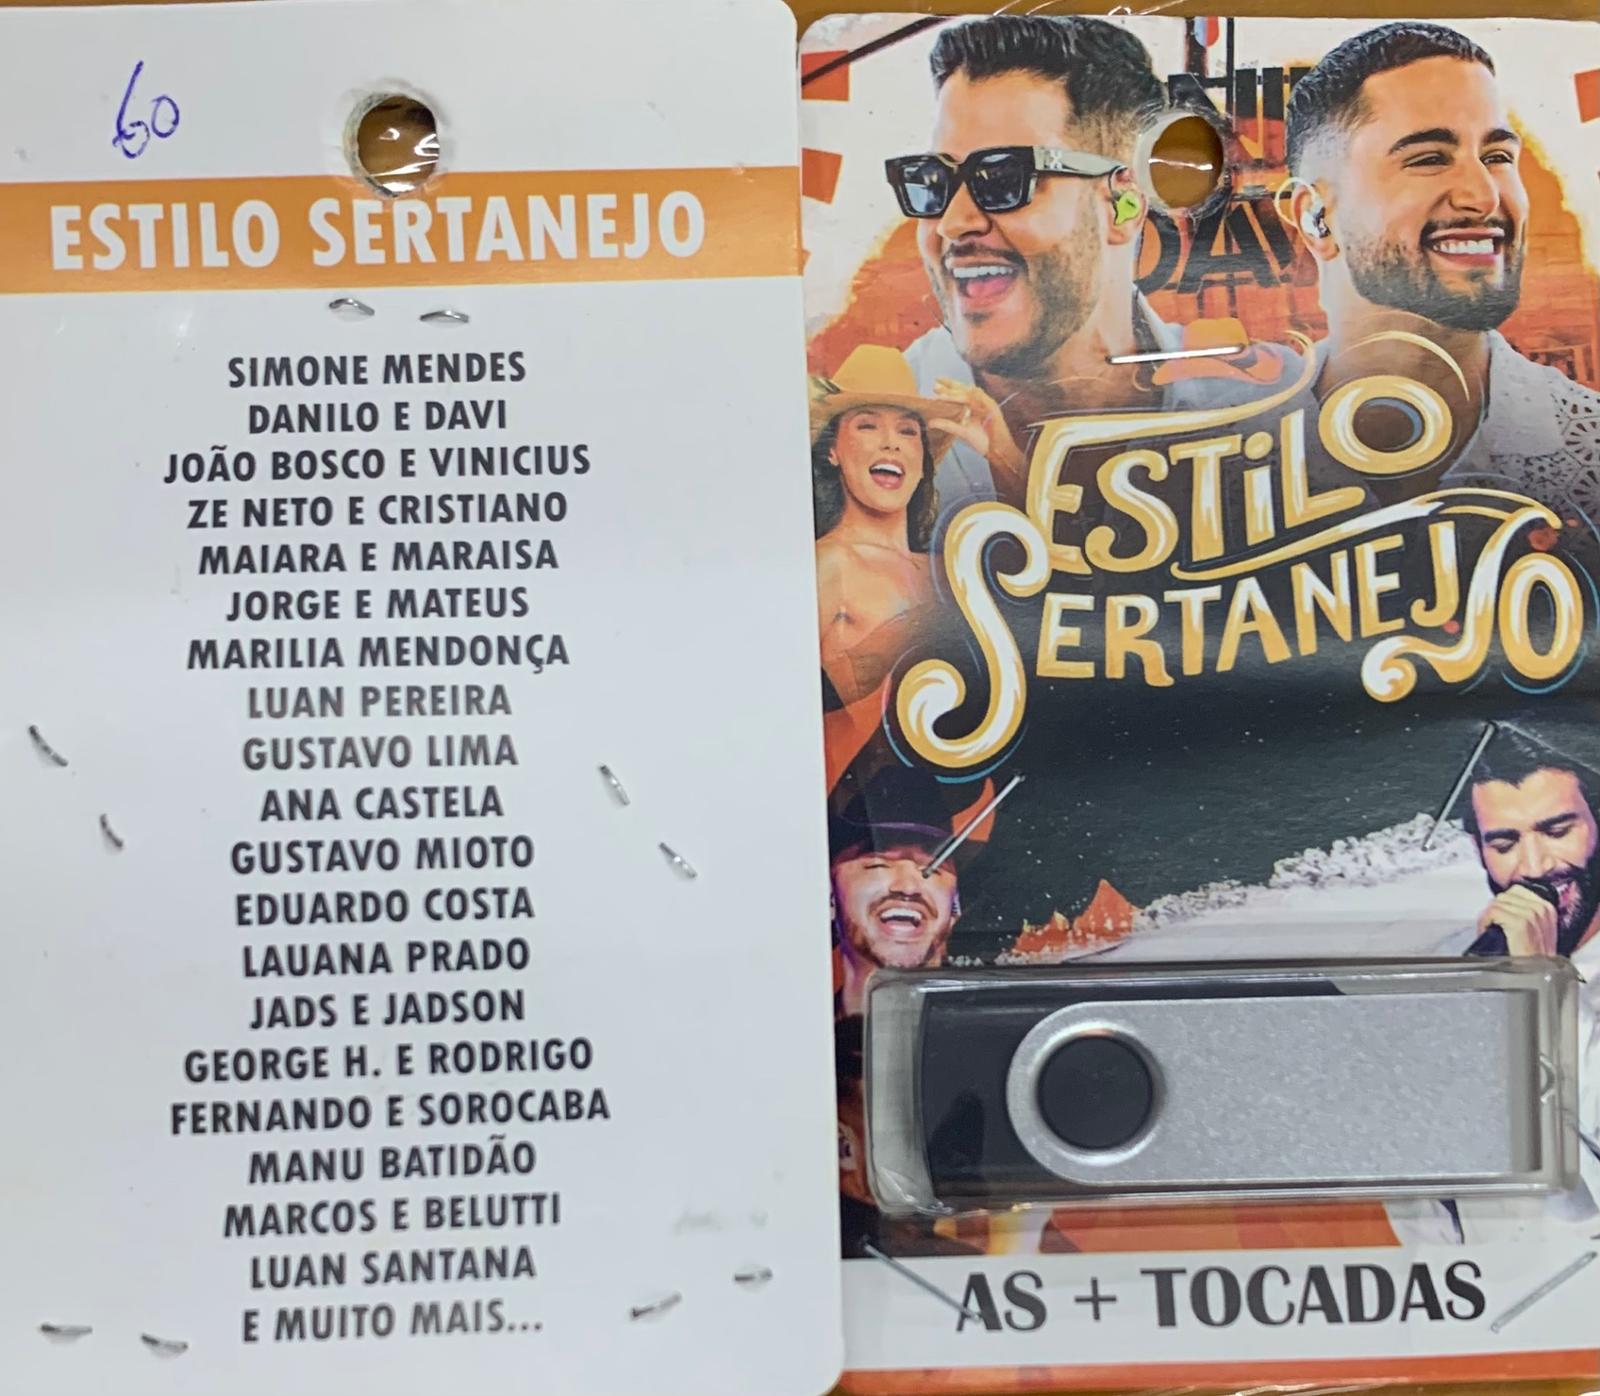 60
ESTILO SERTANEJO
SIMONE MENDES
DANILO E DAVI
JOÃO BOSCO E VINICIUS
ZE NETO E CRISTIANO
MAIARA E MARAISA
JORGE E MATEUS
MARILIA MENDONÇA
LUAN PEREIRA
GUSTAVO LIMA
ANA CASTELA
GUSTAVO MIOTO
EDUARDO COSTA
LAUANA PRADO
JADS E JADSON
GEORGE H. E RODRIGO
FERNANDO E SOROCABA
MANU BATIDÃO
MARCOS E BELUTTI
LUAN SANTANA
E MUITO MAIS...
ESTILO
SERTANEJO
AS + TOCADAS